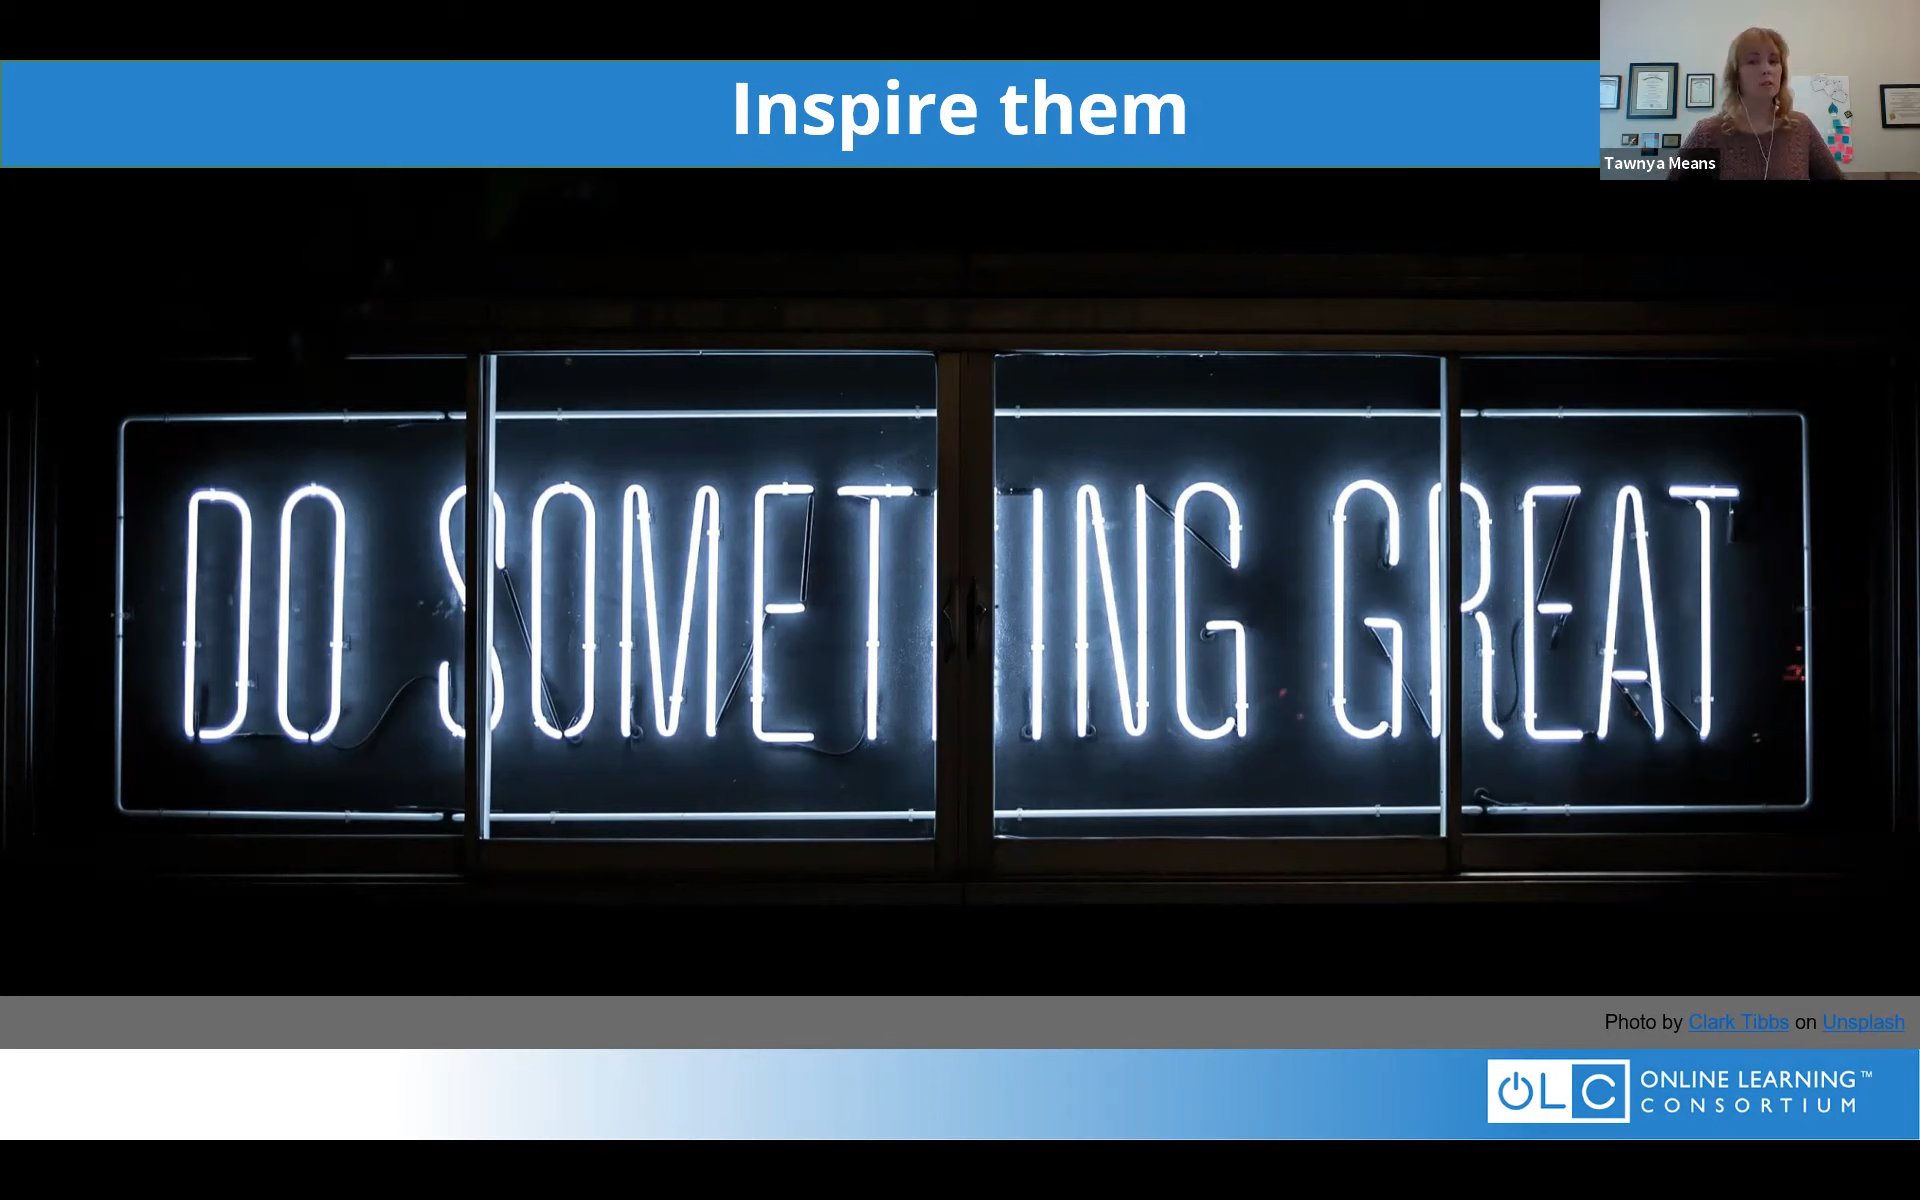 Inspire them
Tawnya Means
DO SOMETHING GREAT
Photo by Clark Tibbs on Unsplash
OLC ONLINE LEARNING™
CONSORTIUM